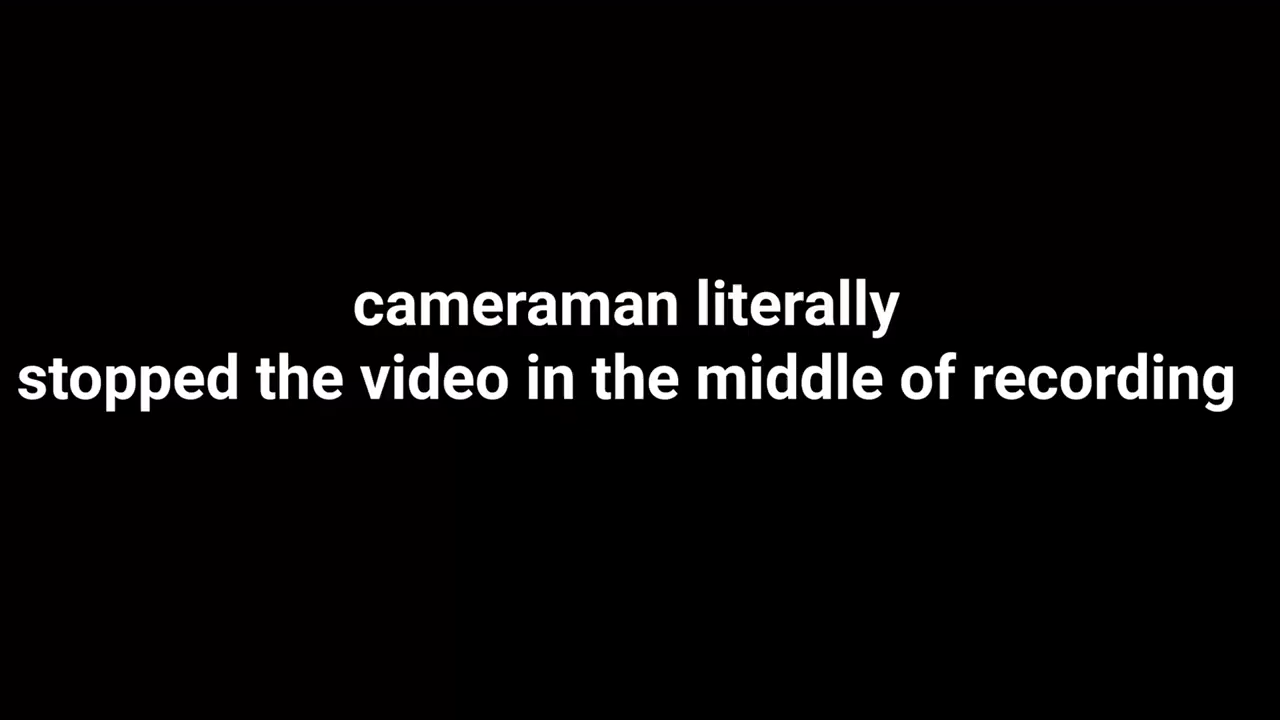 cameraman literally
stopped the video in the middle of recording